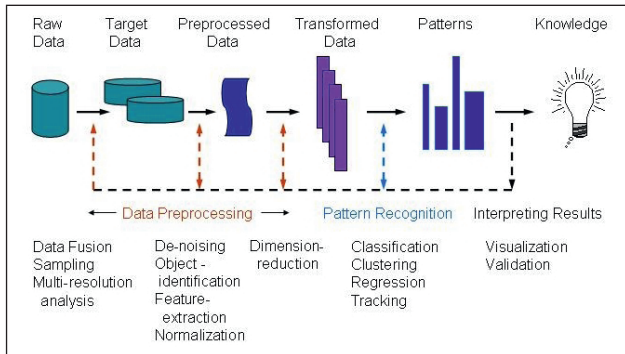 Raw Data
Target Data
Preprocessed Data
Transformed Data
Patterns
Knowledge
Data Preprocessing
Pattern Recognition
Interpreting Results
Data Fusion
Sampling
Multi-resolution
analysis
De-noising
Object -
identification
Feature-
extraction
Normalization
Dimension-
reduction
Classification
Clustering
Regression
Tracking
Visualization
Validation